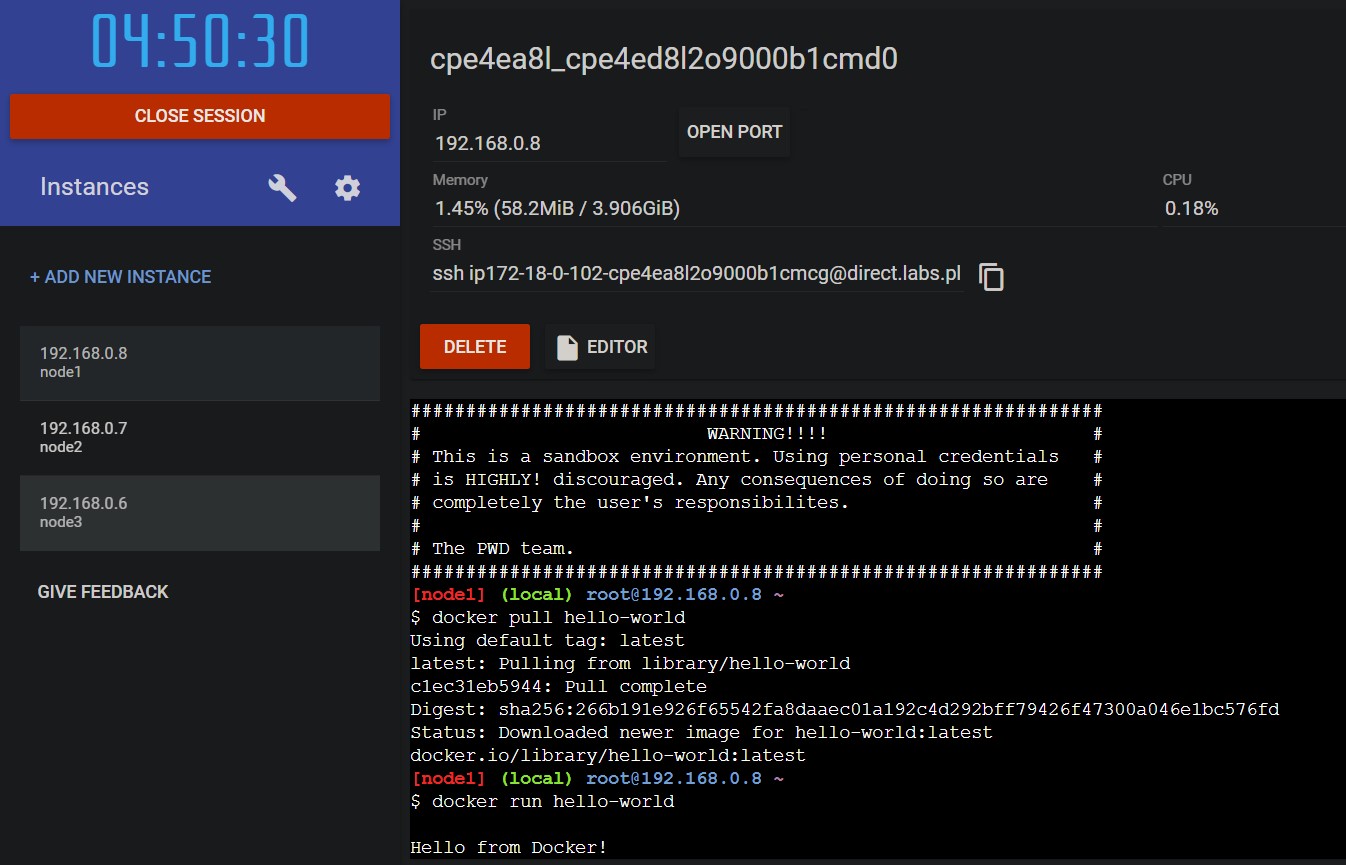 04:50:30
CLOSE SESSION
Instances
+ ADD NEW INSTANCE
192.168.0.8
node1
192.168.0.7
node2
192.168.0.6
node3
GIVE FEEDBACK
cpe4ea8l_cpe4ed8l2o9000b1cmd0
IP
192.168.0.8
OPEN PORT
Memory
1.45% (58.2MiB / 3.906GiB)
CPU
0.18%
SSH
ssh ip172-18-0-102-cpe4ea8l2o9000b1cmcg@direct.labs.pl
DELETE
EDITOR
###############################################################
#                          WARNING!!!!                        #
# This is a sandbox environment. Using personal credentials   #
# is HIGHLY! discouraged. Any consequences of doing so are    #
# completely the user's responsibilites.                      #
#                                                             #
# The PWD team.                                               #
###############################################################
[node1] (local) root@192.168.0.8 ~
$ docker pull hello-world
Using default tag: latest
latest: Pulling from library/hello-world
c1ec31eb5944: Pull complete
Digest: sha256:266b191e926f65542fa8daaec01a192c4d292bff79426f47300a046e1bc576fd
Status: Downloaded newer image for hello-world:latest
docker.io/library/hello-world:latest
[node1] (local) root@192.168.0.8 ~
$ docker run hello-world
Hello from Docker!